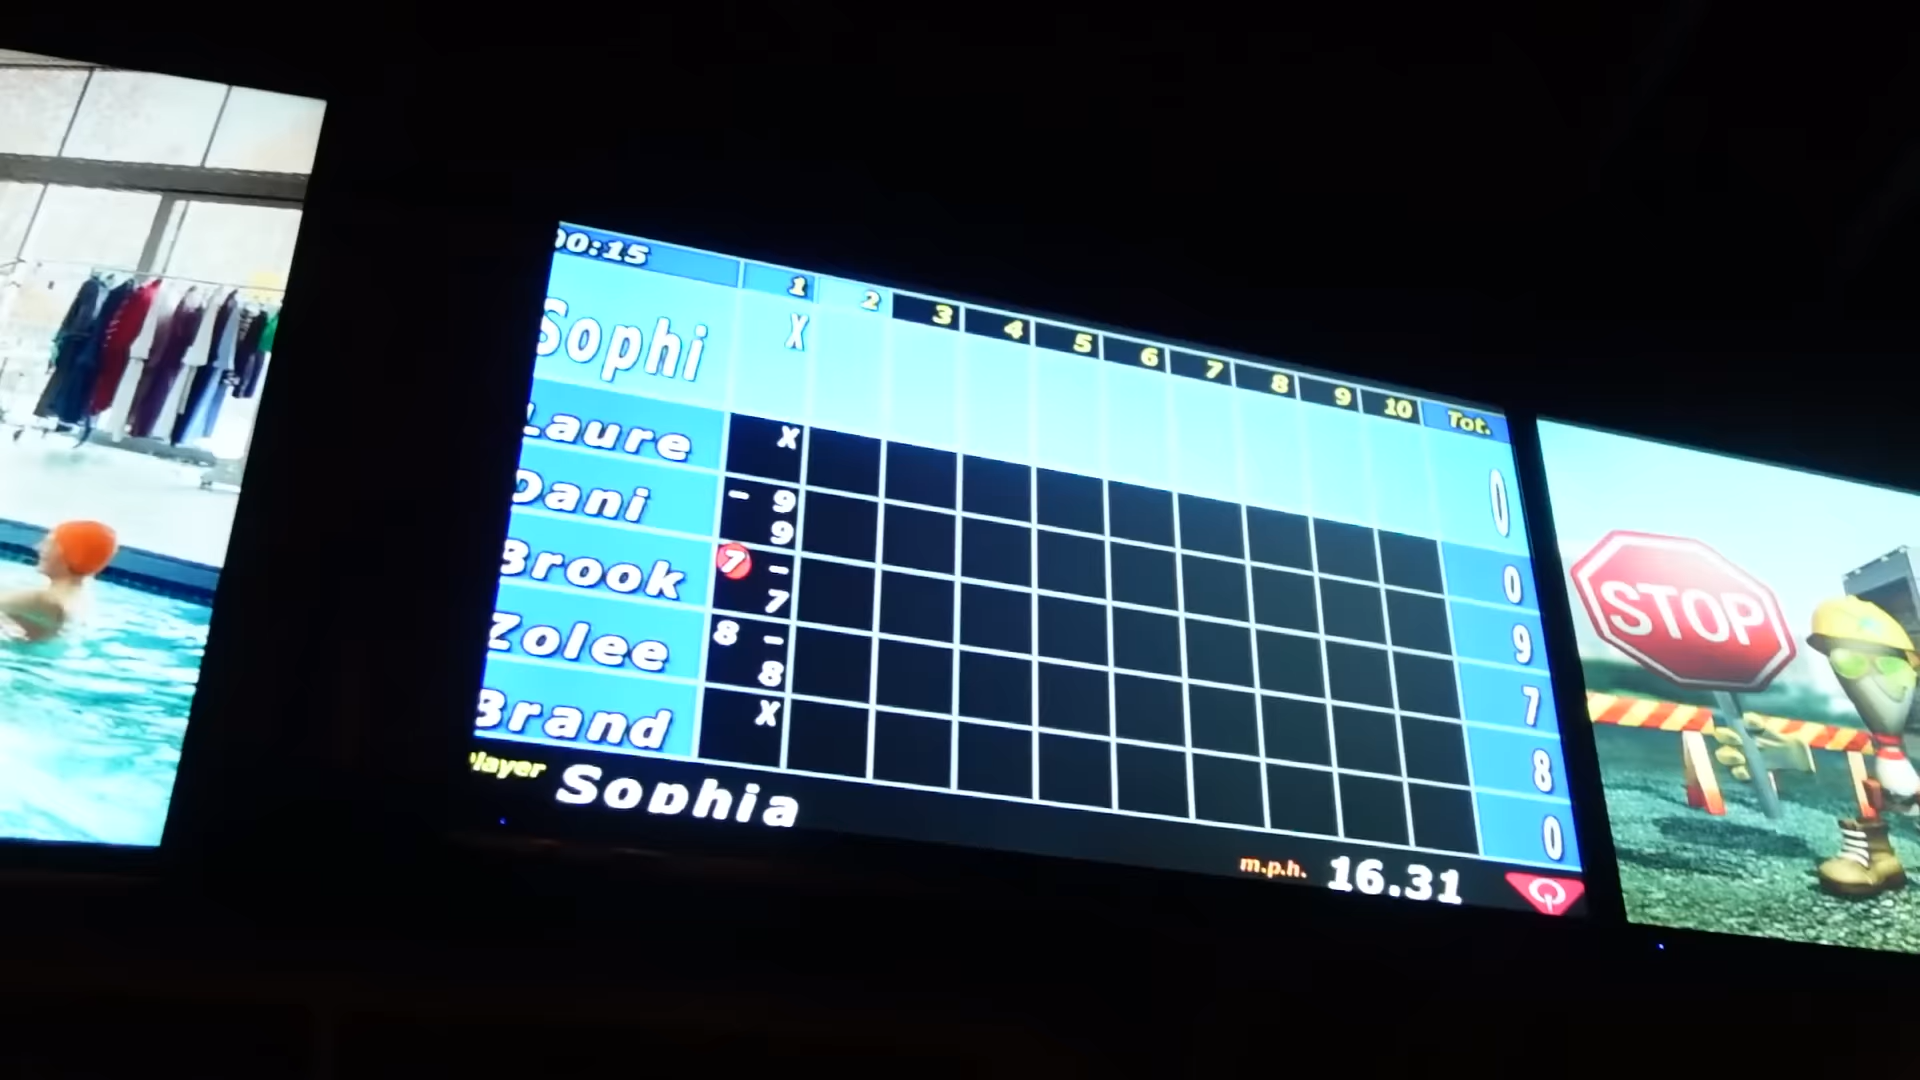 00:15 1 2 3 4 5 6 7 8 9 10 Tot.
Sophi X 0
Laure X 0
Dani - 9 9 9
Brook 7 - 7 7
Zolee 8 - 8 8
Brand X 0
Player Sophia
m.p.h. 16.31
STOP